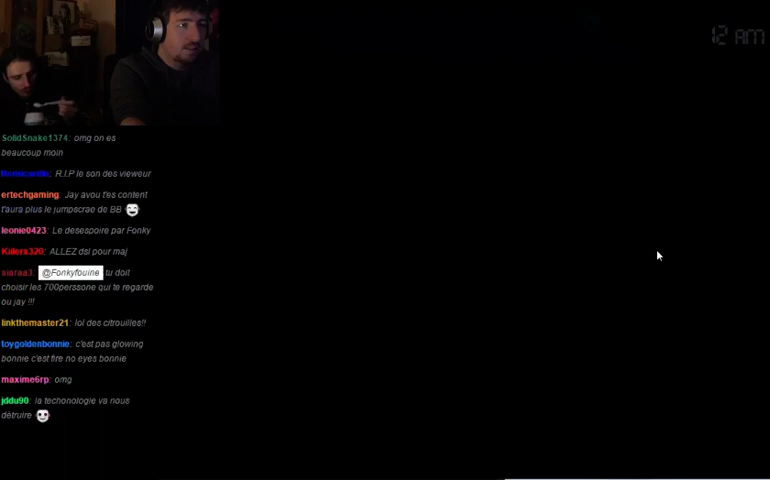 12 AM
SolidSnake1374: omg on es
beaucoup moin
R.I.P le son des vieweur
ertechgaming: Jay avou t'es content
t'aura plus le jumpscrae de BB
leonie0423: Le desespoire par Fonky
Killers320: ALLEZ dsl pour maj
siaraa3: @Fonkyfouine tu doit
choisir les 700perssone qui te regarde
ou jay !!!
linkthemaster21: lol des citrouilles!!
toygoldenbonnie: c'est pas glowing
bonnie c'est fire no eyes bonnie
maxime6rp: omg
jddu90: la techonologie va nous
détruire